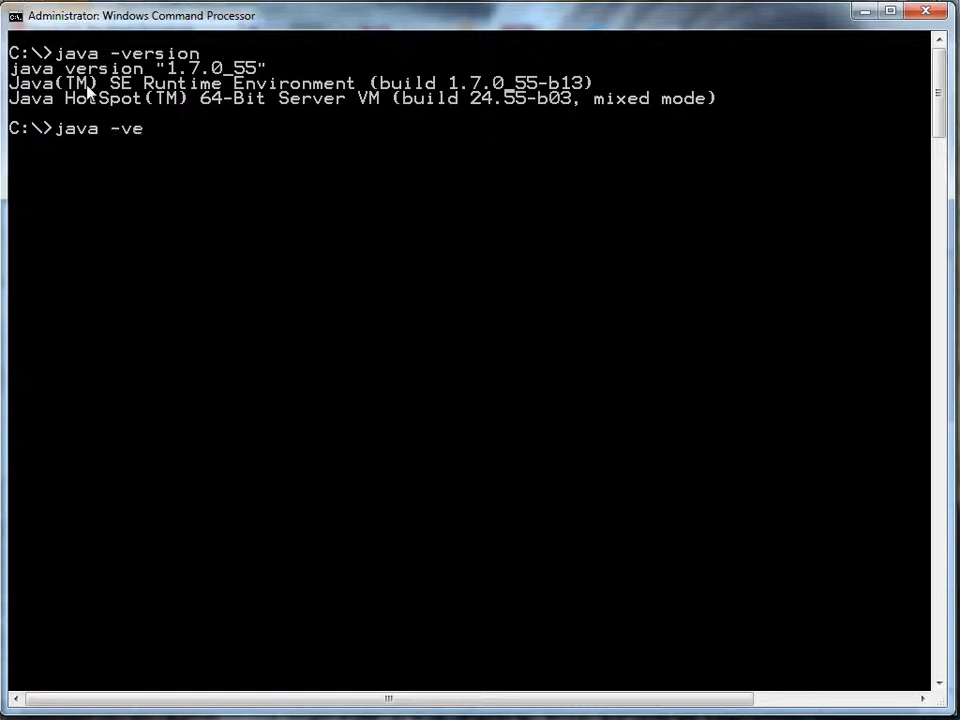 Administrator: Windows Command Processor
C:\>java -version
java version "1.7.0_55"
Java(TM) SE Runtime Environment (build 1.7.0_55-b13)
Java HotSpot(TM) 64-Bit Server VM (build 24.55-b03, mixed mode)
C:\>java -ve